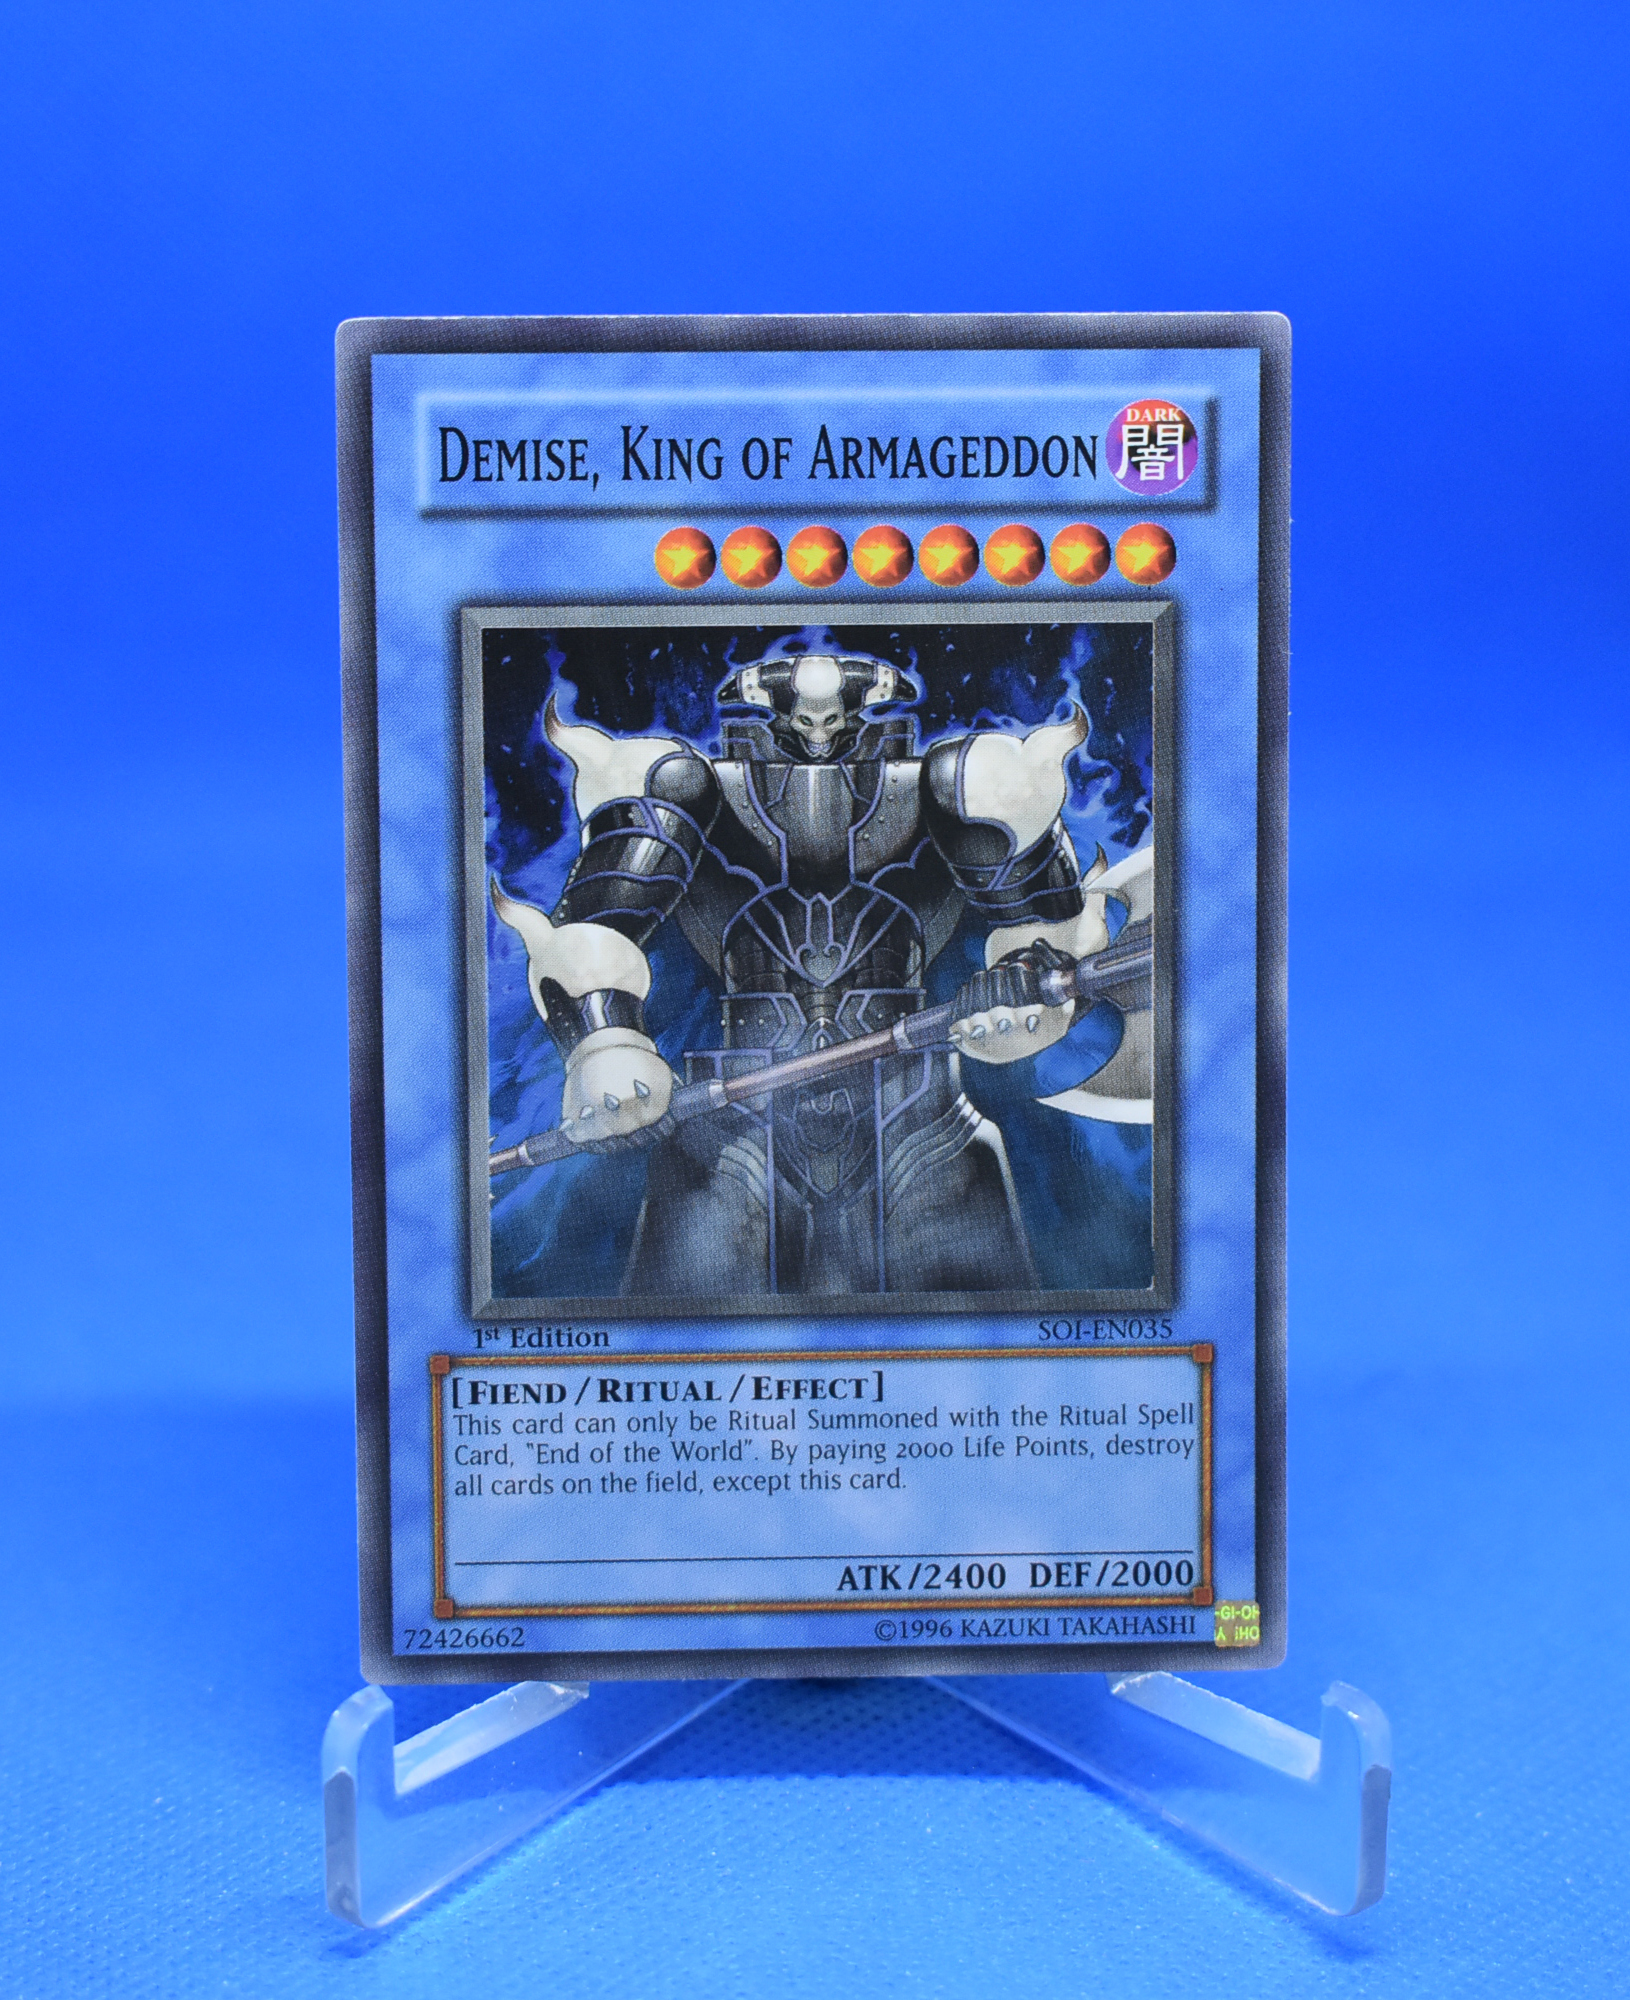 DEMISE, KING OF ARMAGEDDON
DARK
闇
1st Edition
SOI-EN035
[FIEND/RITUAL/EFFECT]
This card can only be Ritual Summoned with the Ritual Spell
Card, "End of the World". By paying 2000 Life Points, destroy
all cards on the field, except this card.
ATK/2400 DEF/2000
72426662
©1996 KAZUKI TAKAHASHI
-GI-OH